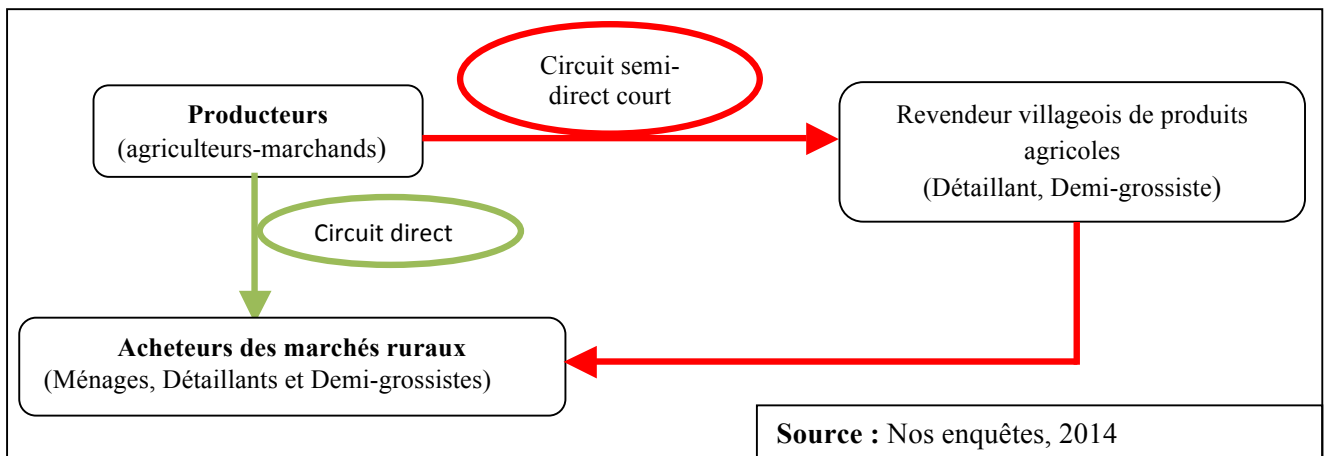 Circuit semi-
direct court
Producteurs
(agriculteurs-marchands)
Revendeur villageois de produits
agricoles
(Détaillant, Demi-grossiste)
Circuit direct
Acheteurs des marchés ruraux
(Ménages, Détaillants et Demi-grossistes)
Source : Nos enquêtes, 2014